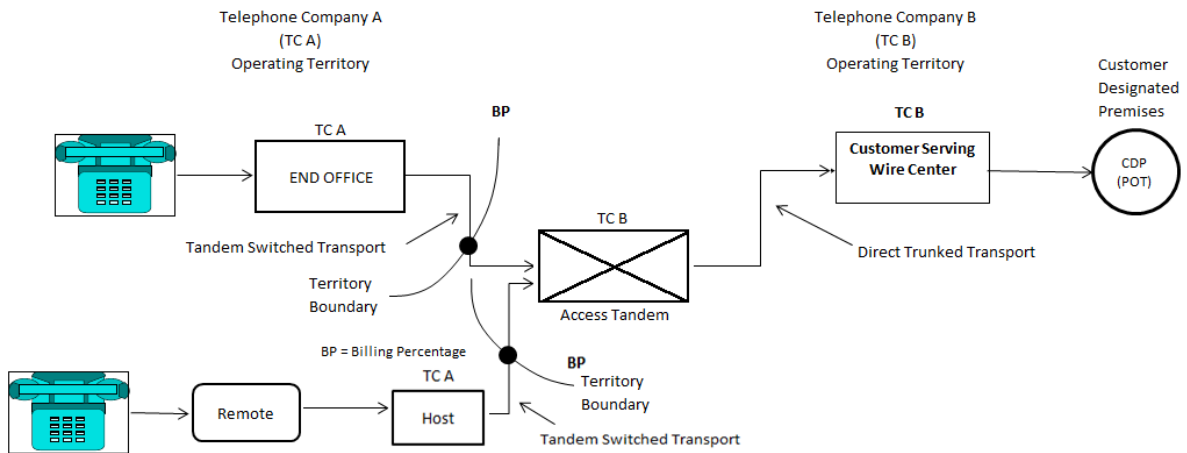 Telephone Company A
(TC A)
Operating Territory
Telephone Company B
(TC B)
Operating Territory
Customer
Designated
Premises
BP
TC A
END OFFICE
TC B
Customer Serving
Wire Center
CDP
(POT)
Tandem Switched Transport
TC B
Direct Trunked Transport
Territory
Boundary
Access Tandem
BP = Billing Percentage
BP
Territory
Boundary
TC A
Remote
Host
Tandem Switched Transport